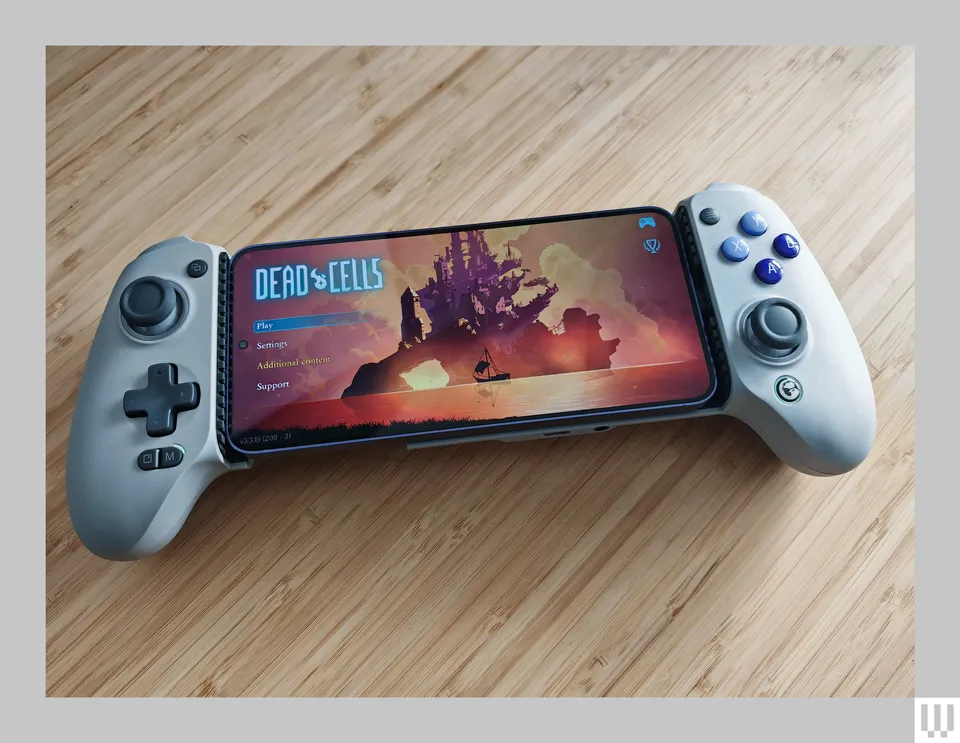 DEAD CELLS
Play
Settings
Additional content
Support
M
X
A